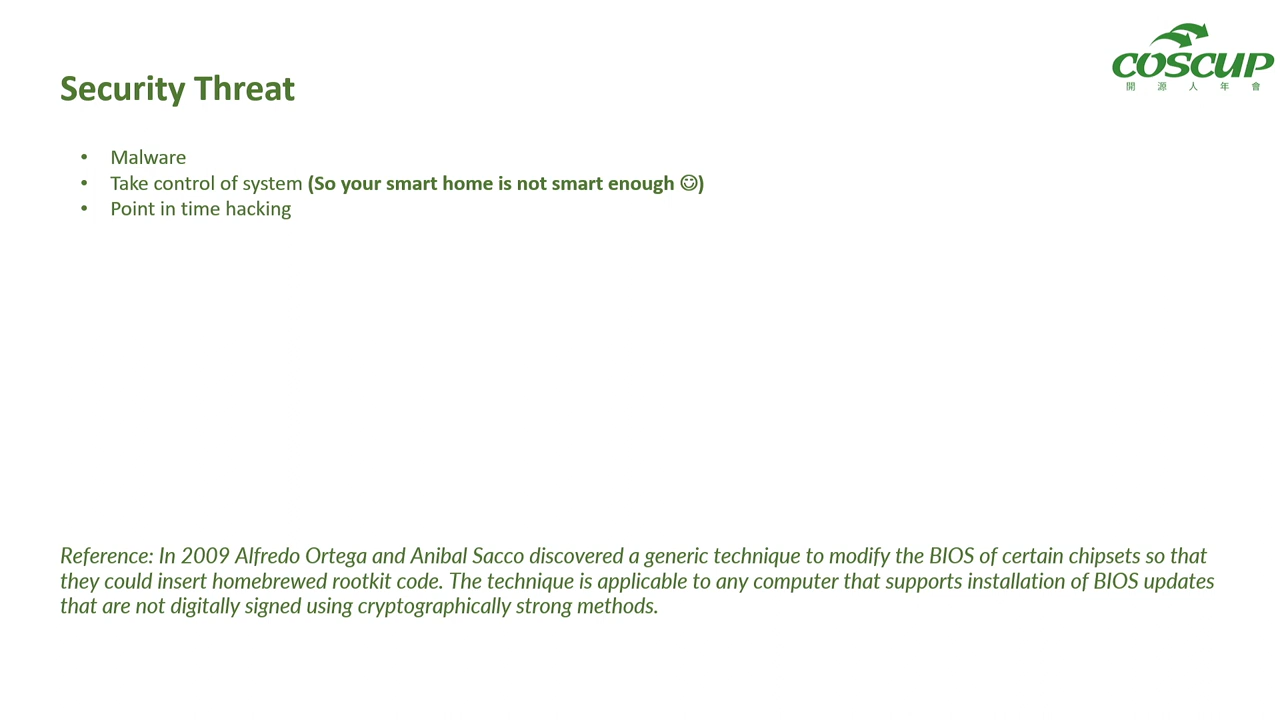 COSCUP
開源人年會
Security Threat
• Malware
• Take control of system (So your smart home is not smart enough ☺)
• Point in time hacking
Reference: In 2009 Alfredo Ortega and Anibal Sacco discovered a generic technique to modify the BIOS of certain chipsets so that
they could insert homebrewed rootkit code. The technique is applicable to any computer that supports installation of BIOS updates
that are not digitally signed using cryptographically strong methods.